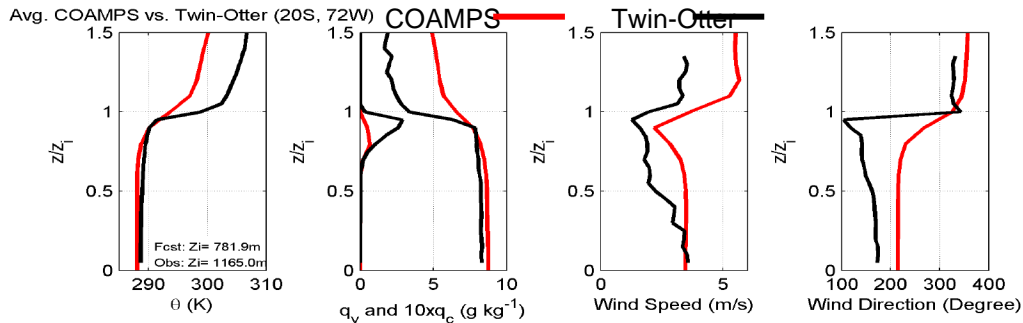 Avg. COAMPS vs. Twin-Otter (20S, 72W) COAMPS Twin-Otter
1.5 1.5 1.5 1.5
1 1 1 1
z/zi z/zi z/zi z/zi
0.5 0.5 0.5 0.5
Fcst: Zi= 781.9m
Obs: Zi= 1165.0m
0 0 0 0
290 300 310 0 5 10 0 5 100 200 300 400
θ (K) qv and 10xqc (g kg-1) Wind Speed (m/s) Wind Direction (Degree)